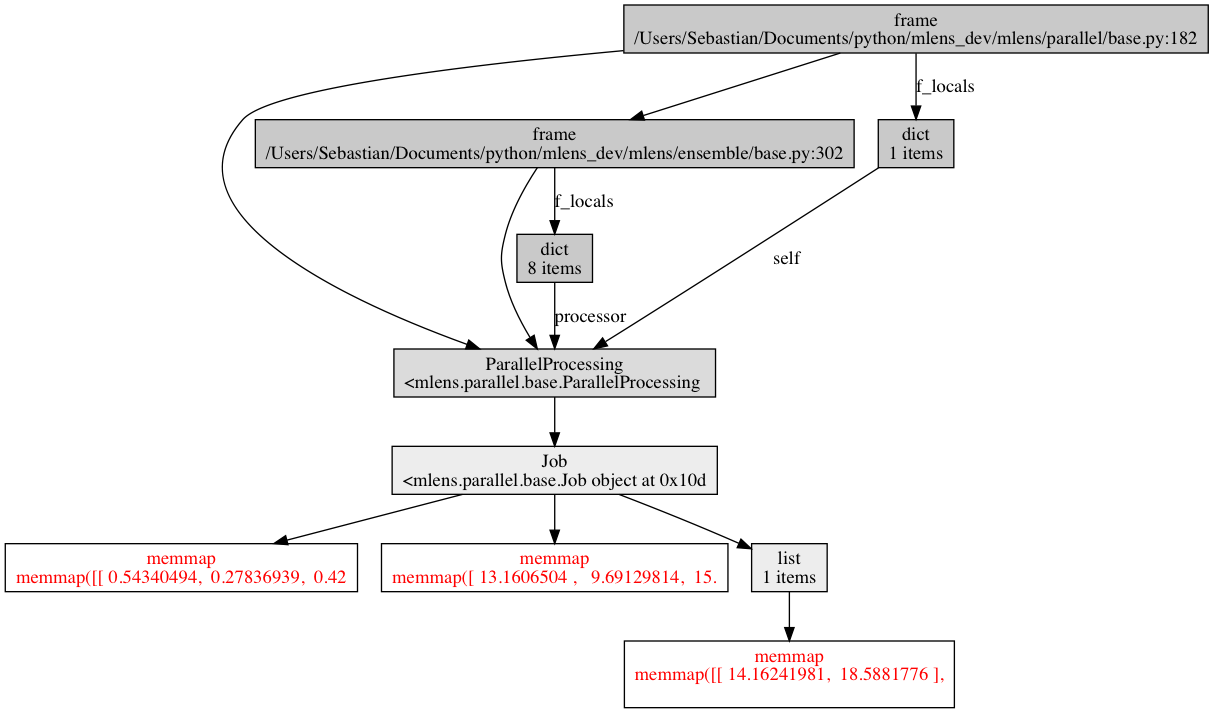 frame
/Users/Sebastian/Documents/python/mlens_dev/mlens/parallel/base.py:182
f_locals
frame
/Users/Sebastian/Documents/python/mlens_dev/mlens/ensemble/base.py:302
dict
1 items
f_locals
dict
8 items
self
processor
ParallelProcessing
<mlens.parallel.base.ParallelProcessing
Job
<mlens.parallel.base.Job object at 0x10d
memmap
memmap([[ 0.54340494, 0.27836939, 0.42
memmap
memmap([ 13.1606504 , 9.69129814, 15.
list
1 items
memmap
memmap([[ 14.16241981, 18.5881776 ],